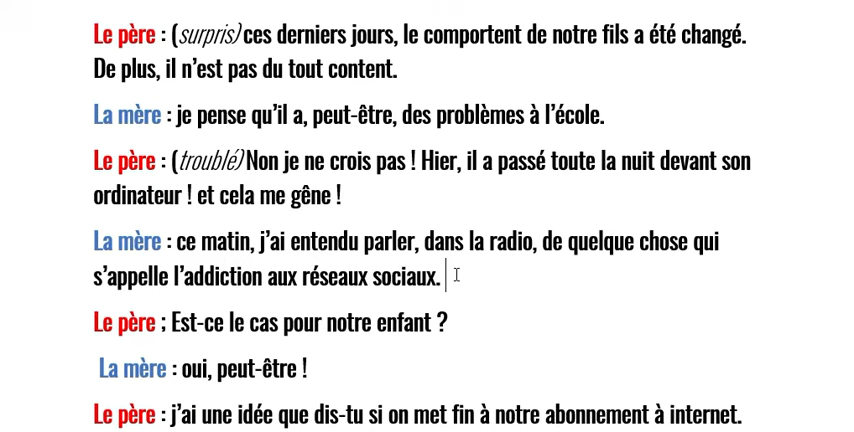 Le père : (surpris) ces derniers jours, le comportent de notre fils a été changé.
De plus, il n'est pas du tout content.
La mère : je pense qu'il a, peut-être, des problèmes à l'école.
Le père : (troublé) Non je ne crois pas ! Hier, il a passé toute la nuit devant son
ordinateur ! et cela me gêne !
La mère : ce matin, j'ai entendu parler, dans la radio, de quelque chose qui
s'appelle l'addiction aux réseaux sociaux.
Le père ; Est-ce le cas pour notre enfant ?
La mère : oui, peut-être !
Le père : j'ai une idée que dis-tu si on met fin à notre abonnement à internet.